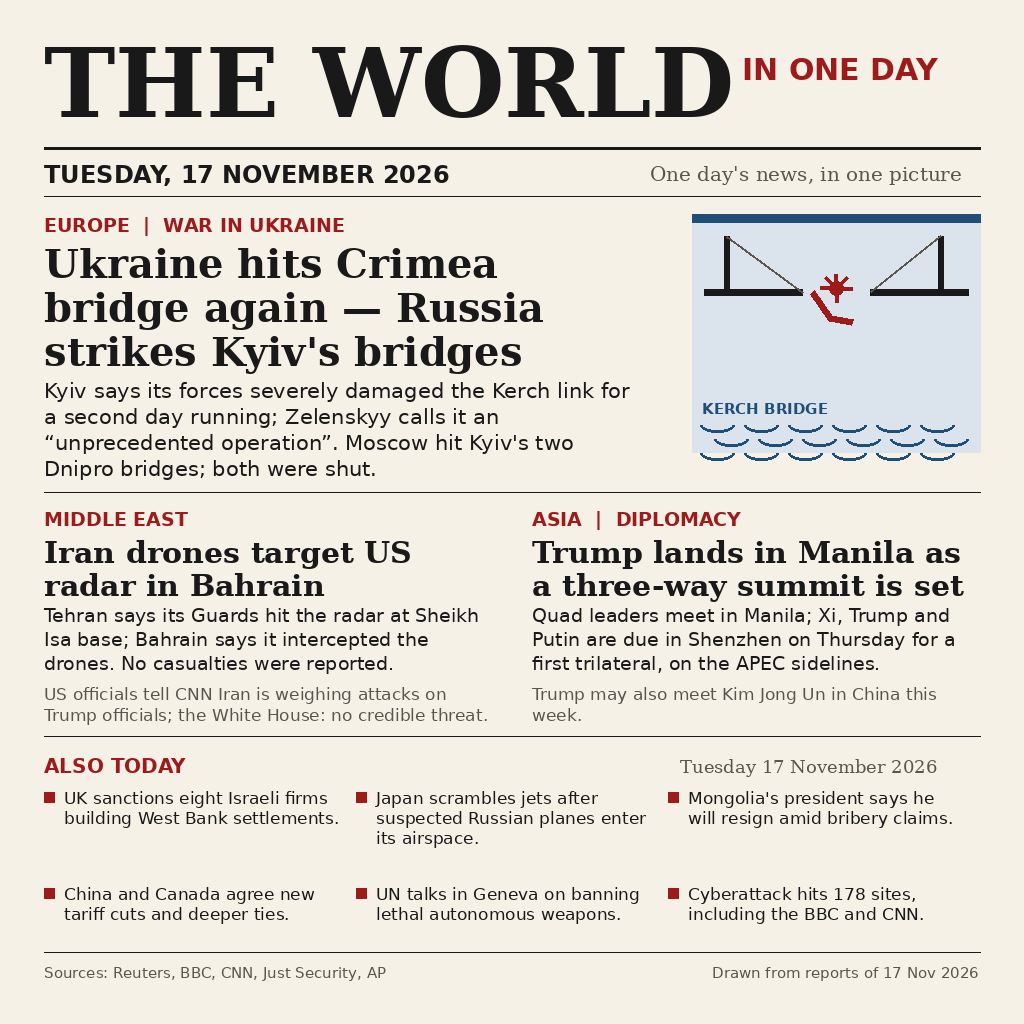 THE WORLD IN ONE DAY
TUESDAY, 17 NOVEMBER 2026
One day's news, in one picture
EUROPE | WAR IN UKRAINE
Ukraine hits Crimea
bridge again — Russia
strikes Kyiv's bridges
Kyiv says its forces severely damaged the Kerch link for
a second day running; Zelenskyy calls it an
“unprecedented operation”. Moscow hit Kyiv's two
Dnipro bridges; both were shut.
KERCH BRIDGE
MIDDLE EAST
Iran drones target US
radar in Bahrain
Tehran says its Guards hit the radar at Sheikh
Isa base; Bahrain says it intercepted the
drones. No casualties were reported.
US officials tell CNN Iran is weighing attacks on
Trump officials; the White House: no credible threat.
ASIA | DIPLOMACY
Trump lands in Manila as
a three-way summit is set
Quad leaders meet in Manila; Xi, Trump and
Putin are due in Shenzhen on Thursday for a
first trilateral, on the APEC sidelines.
Trump may also meet Kim Jong Un in China this
week.
ALSO TODAY
Tuesday 17 November 2026
UK sanctions eight Israeli firms
building West Bank settlements.
Japan scrambles jets after
suspected Russian planes enter
its airspace.
Mongolia's president says he
will resign amid bribery claims.
China and Canada agree new
tariff cuts and deeper ties.
UN talks in Geneva on banning
lethal autonomous weapons.
Cyberattack hits 178 sites,
including the BBC and CNN.
Sources: Reuters, BBC, CNN, Just Security, AP
Drawn from reports of 17 Nov 2026